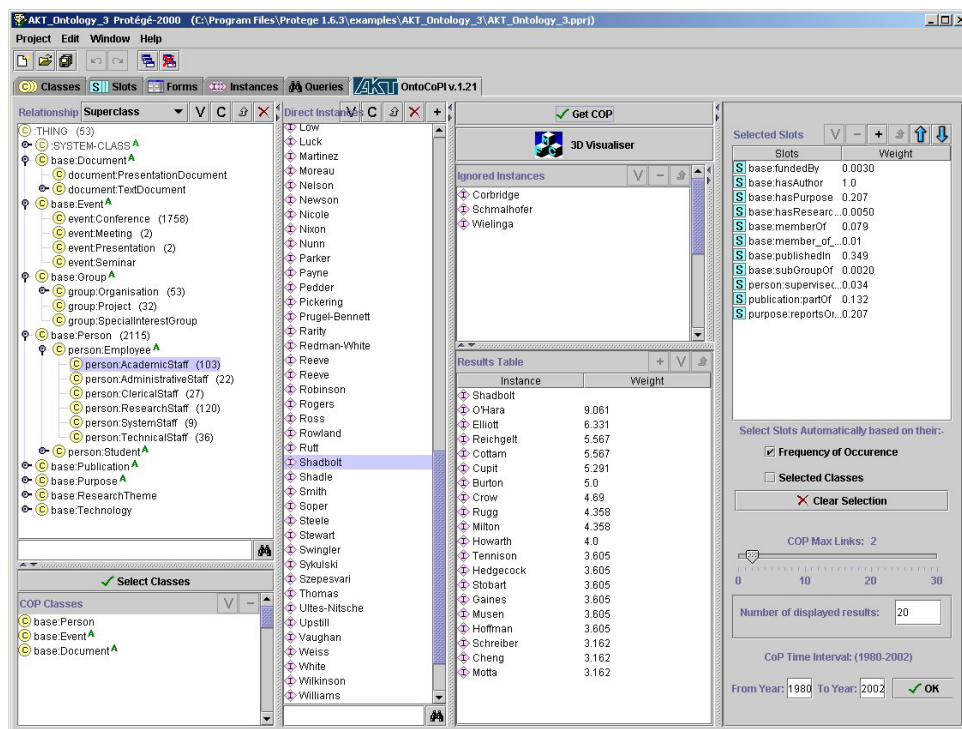 AKT_Ontology_3 Protégé-2000 (C:\Program Files\Protege 1.6.3\examples\AKT_Ontology_3\AKT_Ontology_3.pprj)
Project Edit Window Help
Classes Slots Forms Instances Queries AKT OntoCoPI v.1.21
Relationship Superclass V C
:THING (53)
:SYSTEM-CLASS A
base:Document A
document:PresentationDocument
document:TextDocument
base:Event A
event:Conference (1758)
event:Meeting (2)
event:Presentation (2)
event:Seminar
base:Group A
group:Organisation (53)
group:Project (32)
group:SpecialInterestGroup
base:Person (2115)
person:Employee A
person:AcademicStaff (103)
person:AdministrativeStaff (22)
person:ClericalStaff (27)
person:ResearchStaff (120)
person:SystemStaff (9)
person:TechnicalStaff (36)
person:Student A
base:Publication A
base:Purpose A
base:ResearchTheme
base:Technology
Select Classes
COP Classes V −
base:Person
base:Event A
base:Document A
Direct Instances V C +
Low
Luck
Martinez
Moreau
Nelson
Newson
Nicole
Nixon
Nunn
Parker
Payne
Pedder
Pickering
Prugel-Bennett
Rarity
Redman-White
Reeve
Reeve
Robinson
Rogers
Ross
Rowland
Rutt
Shadbolt
Shadle
Smith
Soper
Steele
Stewart
Swingler
Sykulski
Szepesvari
Thomas
Ultes-Nitsche
Upstill
Vaughan
Weiss
White
Wilkinson
Williams
Get COP
3D Visualiser
Ignored Instances V −
Corbridge
Schmalhofer
Wielinga
Results Table + V
Instance Weight
Shadbolt
O'Hara 9.061
Elliott 6.331
Reichgelt 5.567
Cottam 5.567
Cupit 5.291
Burton 5.0
Crow 4.69
Rugg 4.358
Milton 4.358
Howarth 4.0
Tennison 3.605
Hedgecock 3.605
Stobart 3.605
Gaines 3.605
Musen 3.605
Hoffman 3.605
Schreiber 3.162
Cheng 3.162
Motta 3.162
Selected Slots V − +
Slots Weight
base:fundedBy 0.0030
base:hasAuthor 1.0
base:hasPurpose 0.207
base:hasResearc...0.0050
base:memberOf 0.079
base:member_of_...0.01
base:publishedIn 0.349
base:subGroupOf 0.0020
person:supervisec...0.034
publication:partOf 0.132
purpose:reportsOr...0.207
Select Slots Automatically based on their:-
Frequency of Occurence
Selected Classes
Clear Selection
COP Max Links: 2
0 10 20 30
Number of displayed results: 20
CoP Time Interval: (1980-2002)
From Year: 1980 To Year: 2002 OK